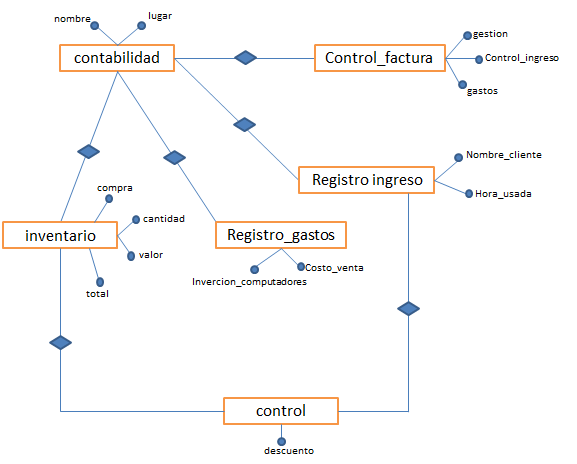 lugar
nombre
contabilidad
Control_factura
gestion
Control_ingreso
gastos
Nombre_cliente
Registro ingreso
Hora_usada
compra
cantidad
inventario
valor
total
Registro_gastos
Costo_venta
Invercion_computadores
control
descuento